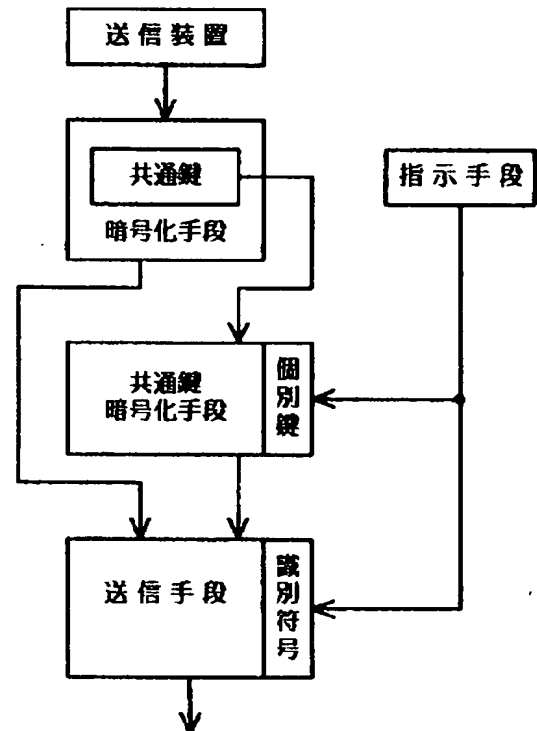 送信装置
共通鍵
暗号化手段
指示手段
共通鍵
暗号化手段
個別鍵
送信手段
識別符号